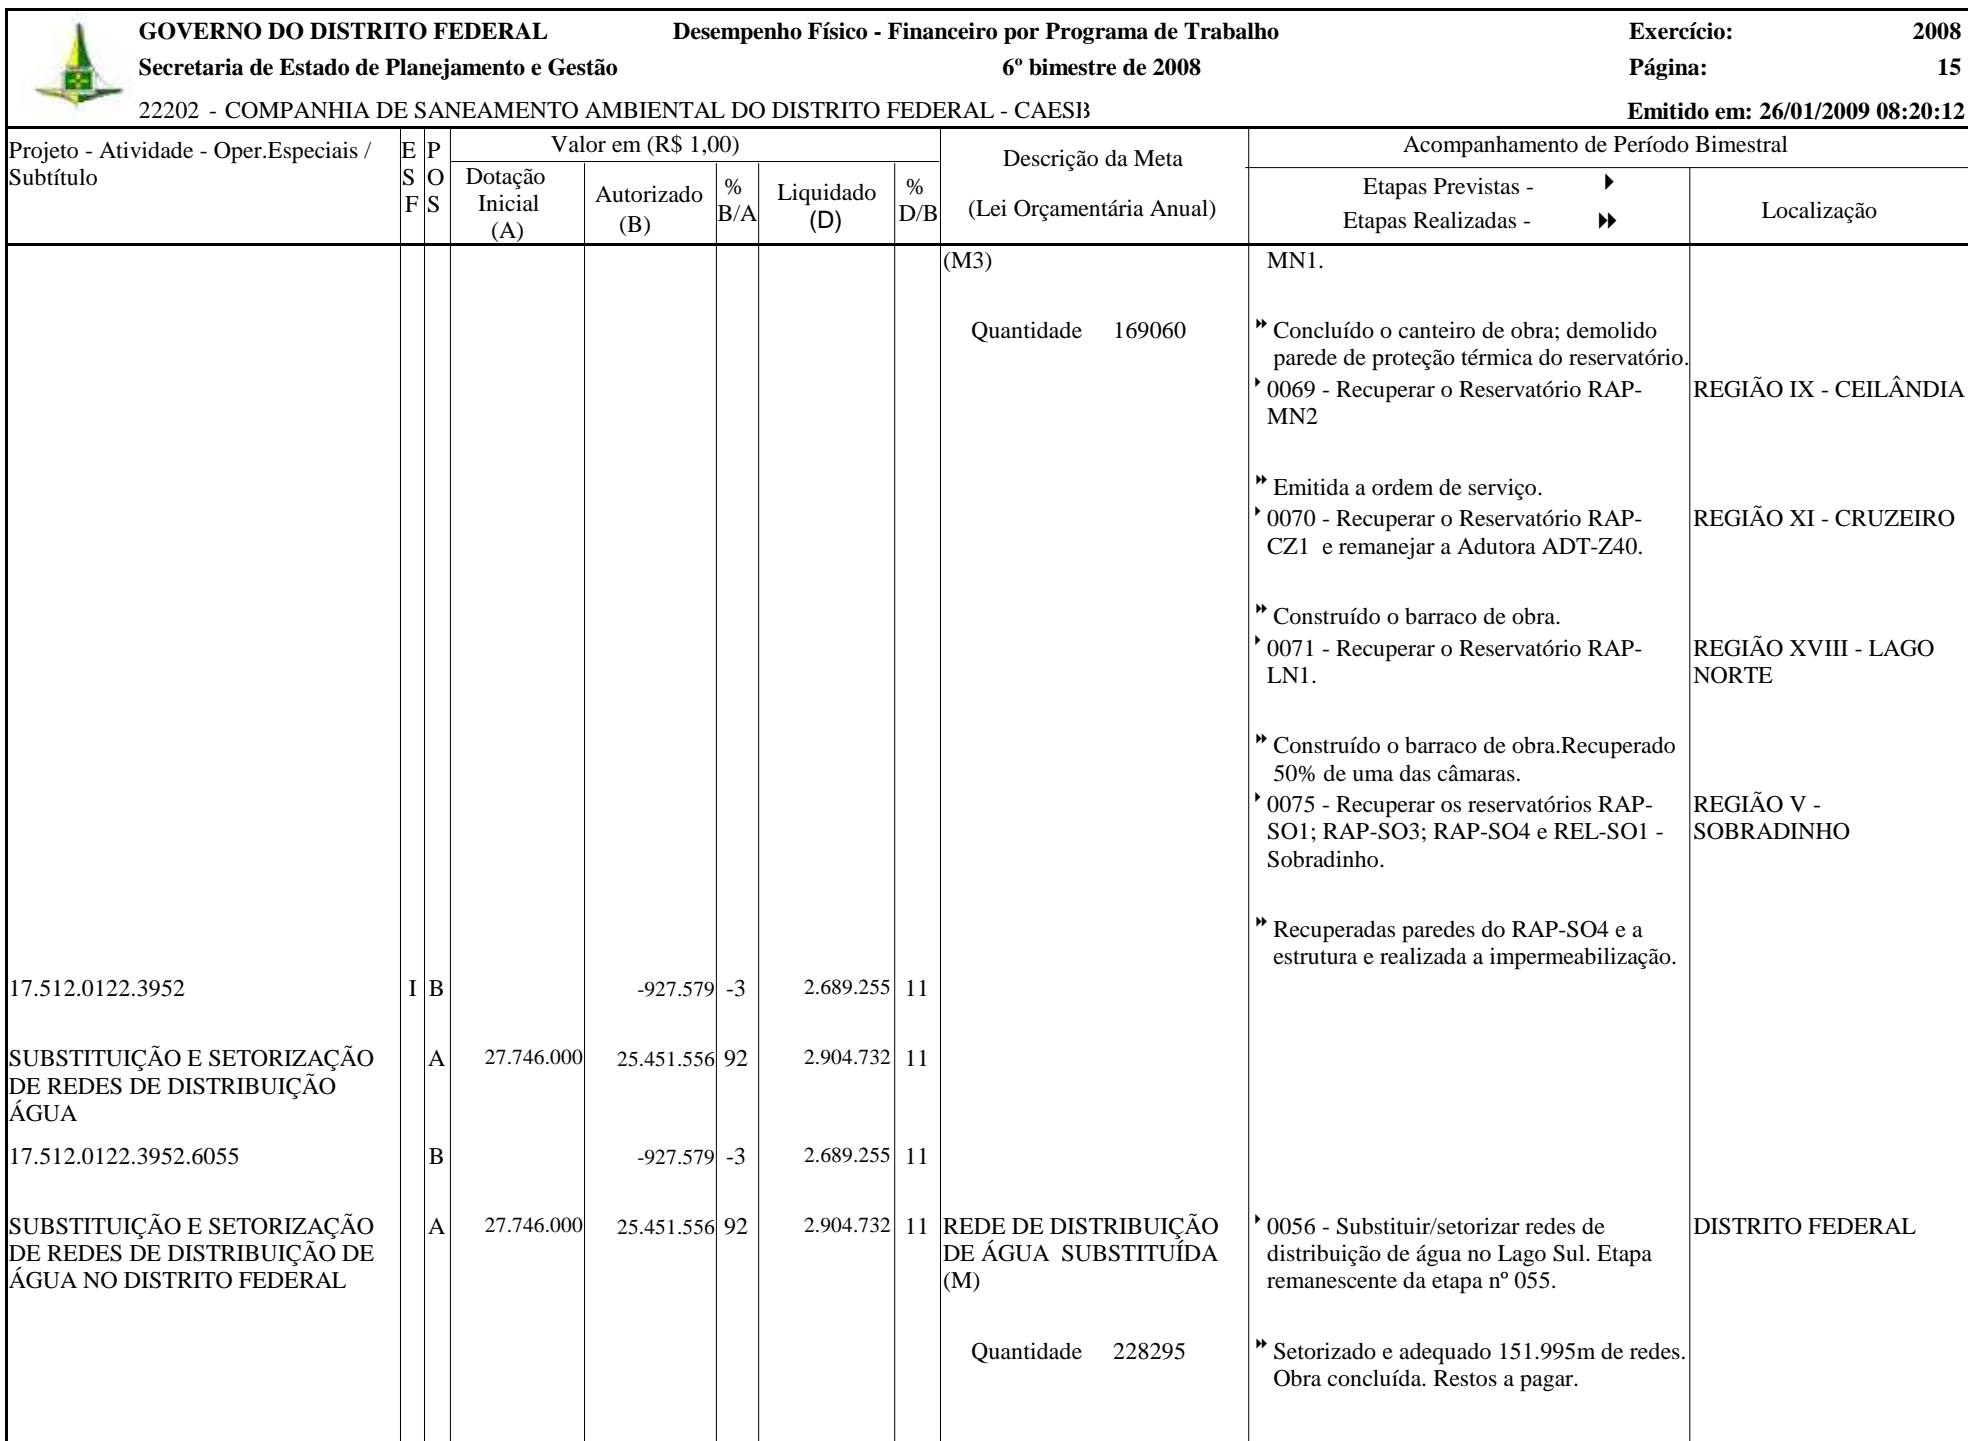 GOVERNO DO DISTRITO FEDERAL Desempenho Físico - Financeiro por Programa de Trabalho Exercício: 2008
Secretaria de Estado de Planejamento e Gestão 6º bimestre de 2008 Página: 15
22202 - COMPANHIA DE SANEAMENTO AMBIENTAL DO DISTRITO FEDERAL - CAESB Emitido em: 26/01/2009 08:20:12
Projeto - Atividade - Oper.Especiais /
Subtítulo
E
S
F
P
O
S
Valor em (R$ 1,00)
Dotação
Inicial
(A)
Autorizado
(B)
%
B/A
Liquidado
(D)
%
D/B
Descrição da Meta
(Lei Orçamentária Anual)
Acompanhamento de Período Bimestral
Etapas Previstas -
Etapas Realizadas -
Localização
(M3) MN1.
Quantidade 169060
Concluído o canteiro de obra; demolido
parede de proteção térmica do reservatório.
0069 - Recuperar o Reservatório RAP- REGIÃO IX - CEILÂNDIA
MN2
Emitida a ordem de serviço.
0070 - Recuperar o Reservatório RAP- REGIÃO XI - CRUZEIRO
CZ1 e remanejar a Adutora ADT-Z40.
Construído o barraco de obra.
0071 - Recuperar o Reservatório RAP- REGIÃO XVIII - LAGO
LN1. NORTE
Construído o barraco de obra.Recuperado
50% de uma das câmaras.
0075 - Recuperar os reservatórios RAP- REGIÃO V -
SO1; RAP-SO3; RAP-SO4 e REL-SO1 - SOBRADINHO
Sobradinho.
Recuperadas paredes do RAP-SO4 e a
estrutura e realizada a impermeabilização.
17.512.0122.3952 I B -927.579 -3 2.689.255 11
SUBSTITUIÇÃO E SETORIZAÇÃO A 27.746.000 25.451.556 92 2.904.732 11
DE REDES DE DISTRIBUIÇÃO
ÁGUA
17.512.0122.3952.6055 B -927.579 -3 2.689.255 11
SUBSTITUIÇÃO E SETORIZAÇÃO A 27.746.000 25.451.556 92 2.904.732 11 REDE DE DISTRIBUIÇÃO 0056 - Substituir/setorizar redes de DISTRITO FEDERAL
DE REDES DE DISTRIBUIÇÃO DE DE ÁGUA SUBSTITUÍDA distribuição de água no Lago Sul. Etapa
ÁGUA NO DISTRITO FEDERAL (M) remanescente da etapa nº 055.
Quantidade 228295 Setorizado e adequado 151.995m de redes.
Obra concluída. Restos a pagar.